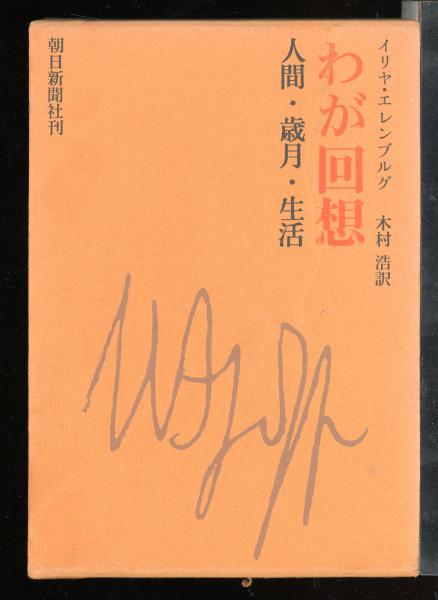 イリヤ・エレンブルグ 木村 浩訳
わが回想
人間・歳月・生活
朝日新聞社刊